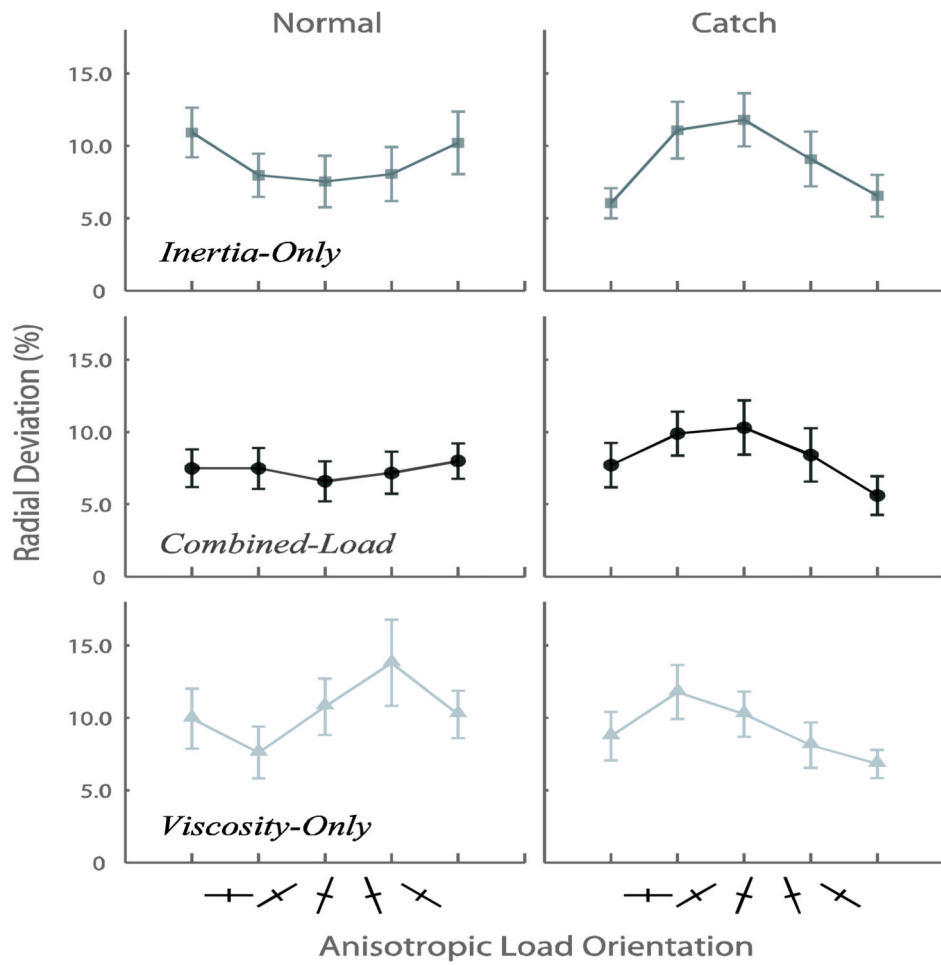 Normal
Catch
15.0
10.0
5.0
0
Inertia-Only
Radial Deviation (%)
15.0
10.0
5.0
0
Combined-Load
15.0
10.0
5.0
0
Viscosity-Only
Anisotropic Load Orientation